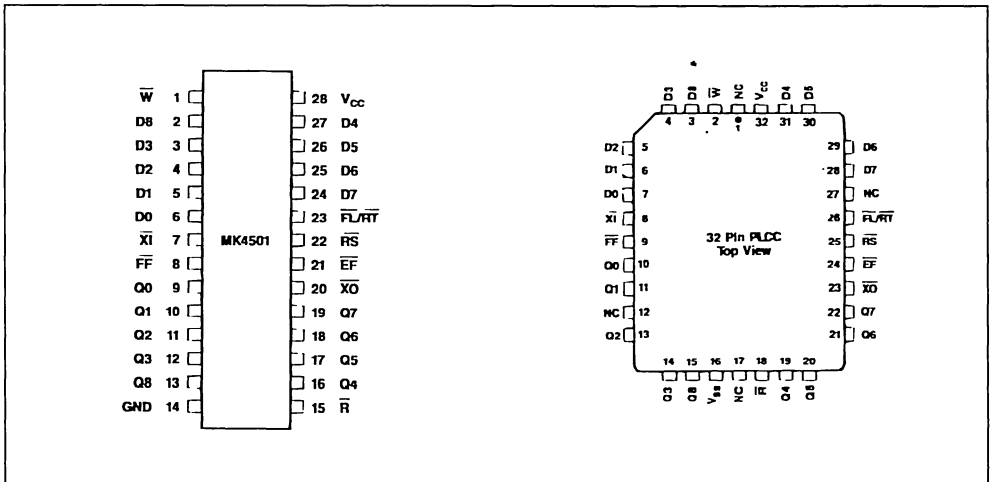 W̅ 1 28 VCC
D8 2 27 D4
D3 3 26 D5
D2 4 25 D6
D1 5 24 D7
D0 6 23 F̅L̅/R̅T̅
X̅I̅ 7 MK4501 22 R̅S̅
F̅F̅ 8 21 E̅F̅
Q0 9 20 X̅O̅
Q1 10 19 Q7
Q2 11 18 Q6
Q3 12 17 Q5
Q8 13 16 Q4
GND 14 15 R̅
D3 D8 W̅ NC VCC D4 D5
4 3 2 1 32 31 30
D2 5 29 D6
D1 6 28 D7
D0 7 27 NC
X̅I̅ 8 26 F̅L̅/R̅T̅
F̅F̅ 9 25 R̅S̅
Q0 10 24 E̅F̅
Q1 11 23 X̅O̅
NC 12 22 Q7
Q2 13 21 Q6
32 Pin PLCC
Top View
14 15 16 17 18 19 20
Q3 Q8 VSS NC R̅ Q4 Q5